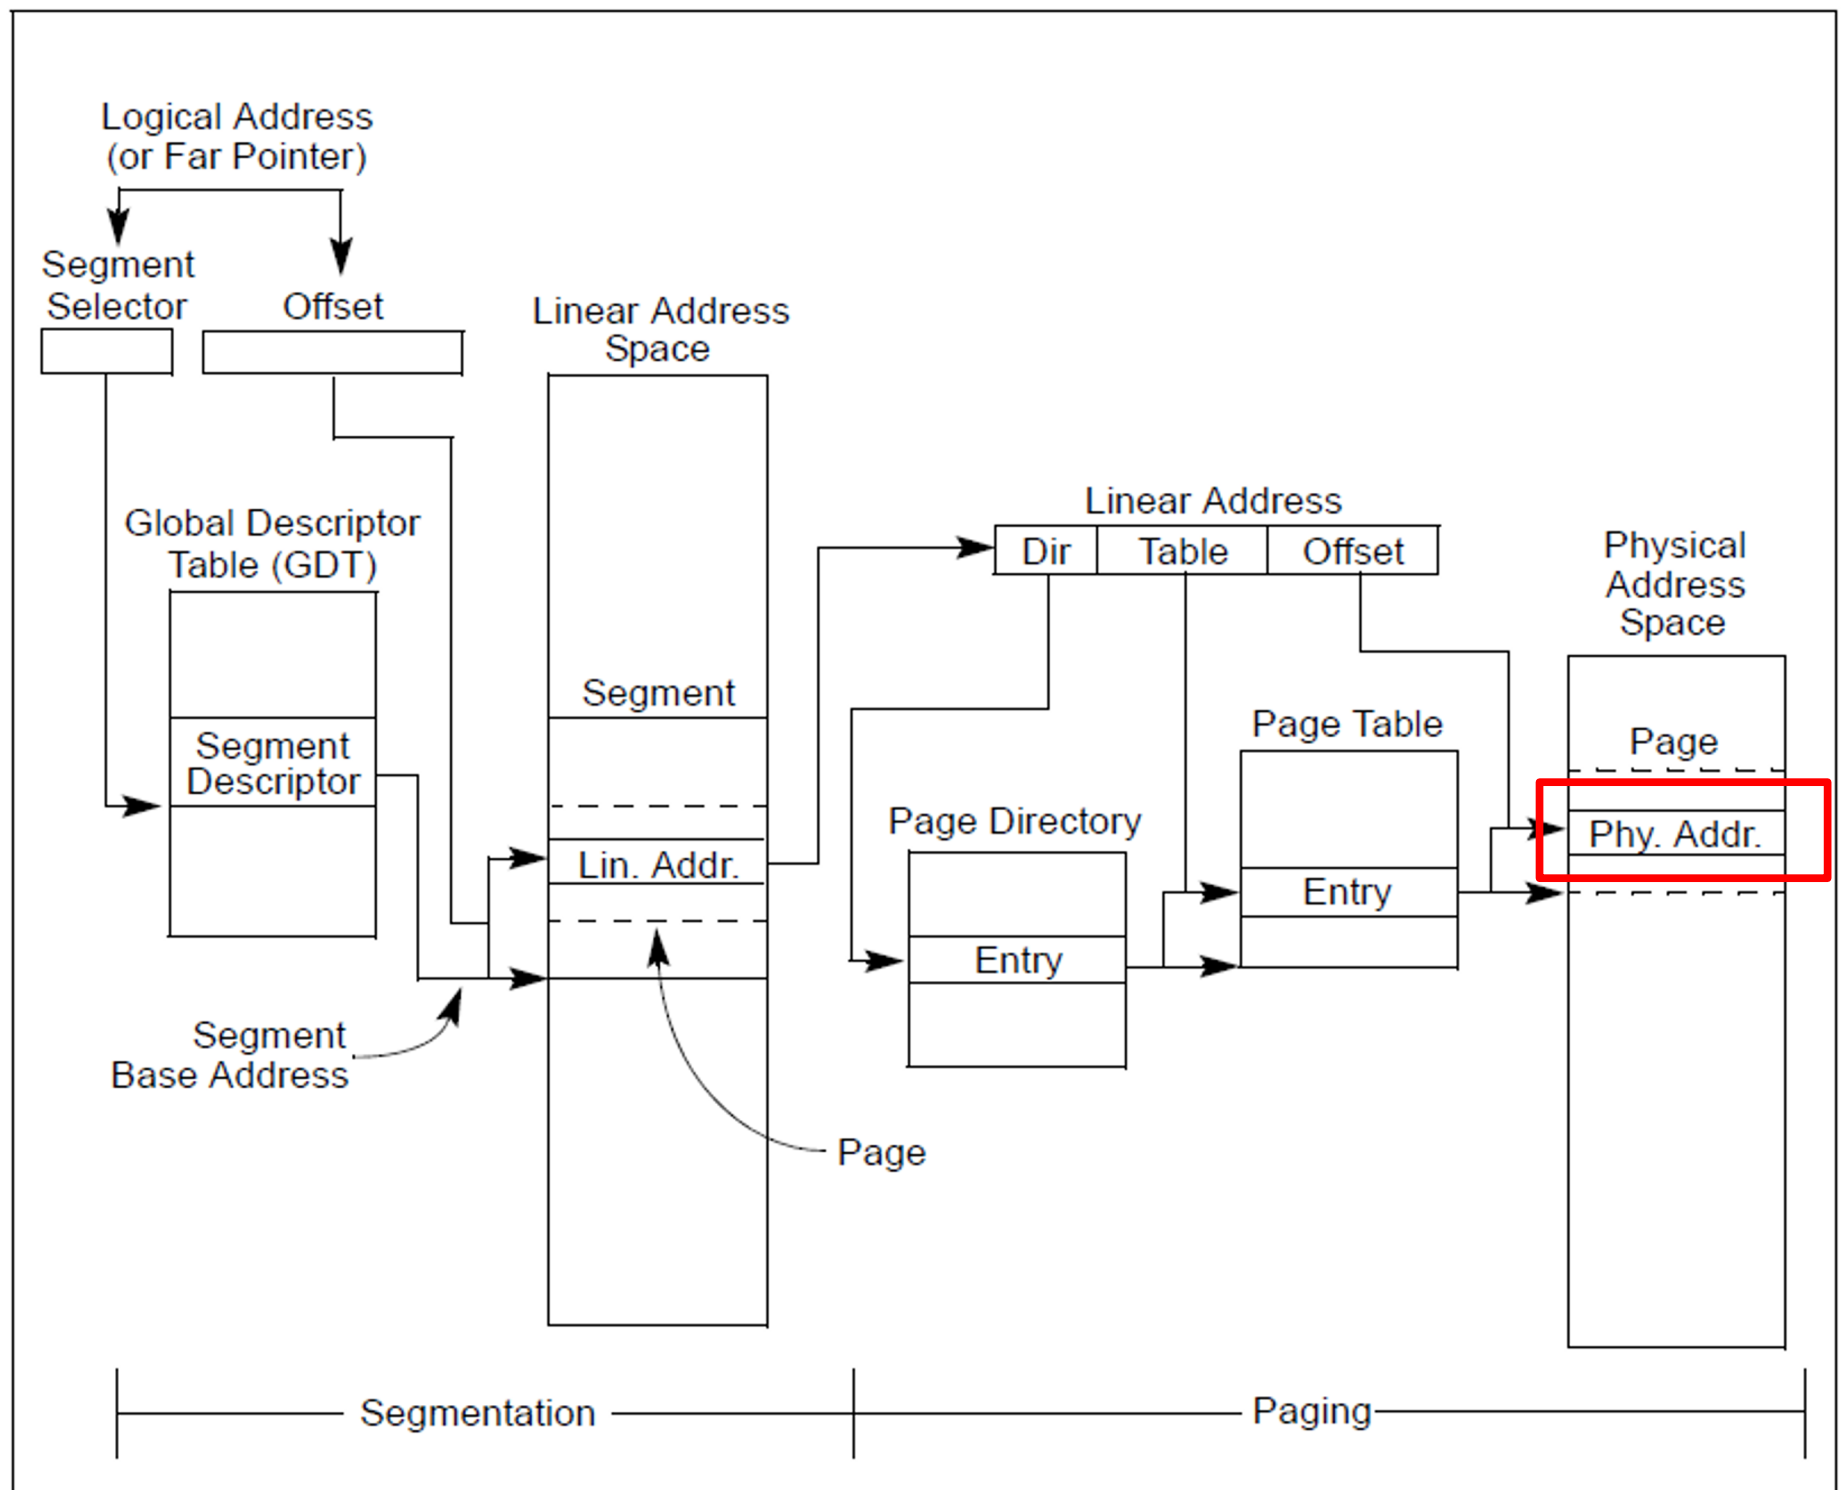 Logical Address
(or Far Pointer)
Segment
Selector
Offset
Linear Address
Space
Global Descriptor
Table (GDT)
Linear Address
Dir
Table
Offset
Physical
Address
Space
Segment
Page Table
Page
Segment
Descriptor
Page Directory
Phy. Addr.
Lin. Addr.
Entry
Entry
Segment
Base Address
Page
Segmentation
Paging